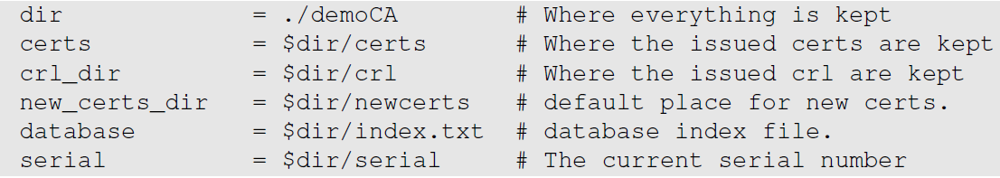 dir = ./demoCA # Where everything is kept
certs = $dir/certs # Where the issued certs are kept
crl_dir = $dir/crl # Where the issued crl are kept
new_certs_dir = $dir/newcerts # default place for new certs.
database = $dir/index.txt # database index file.
serial = $dir/serial # The current serial number